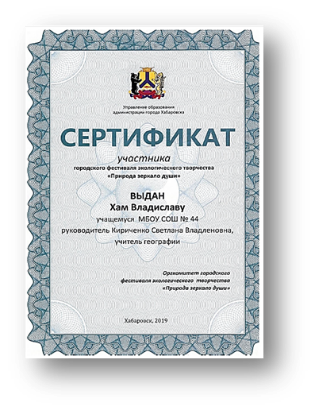 Управление образования
администрации города Хабаровска
СЕРТИФИКАТ
участника
городского фестиваля экологического творчества
«Природа зеркало души»
ВЫДАН
Хам Владиславу
учащемуся МБОУ СОШ № 44
руководитель Кириченко Светлана Владленовна,
учитель географии
Оргкомитет городского
фестиваля экологического творчества
«Природа зеркало души»
Хабаровск, 2019